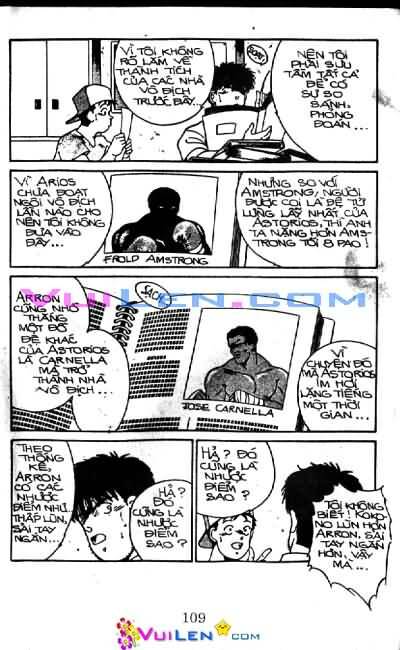 VÌ TÔI KHÔNG
RÕ LẮM VỀ
THÀNH TÍCH
CỦA CÁC NHÀ
VÔ ĐỊCH
TRƯỚC ĐÂY...
NÊN TÔI
PHẢI SƯU
TẦM TẤT CẢ
ĐỂ CÓ
SỰ SO
SÁNH,
PHỎNG
ĐOÁN...
VÌ ARIOS
CHƯA ĐOẠT
NGÔI VÔ ĐỊCH
LẦN NÀO CHO
NÊN TÔI KHÔNG
ĐƯA VÀO
ĐÂY...
FROLD AMSTRONG
NHƯNG SO VỚI
AMSTRONG, NGƯỜI
ĐƯỢC COI LÀ ĐỆ TỬ
LỪNG LẪY NHẤT CỦA
ASTORIOS, THÌ ANH
TA NẶNG HƠN AMS-
TRONG TỚI 8 PAO!
ARRON
CŨNG NHỜ
THẮNG
MỘT ĐỒ
ĐỆ KHÁC
CỦA ASTORIOS
LÀ CARNELLA
MÀ TRỞ
THÀNH NHÀ
VÔ ĐỊCH...
JOSE CARNELLA
VÌ
CHUYỆN ĐÓ
MÀ ASTORIOS
IM HƠI
LẶNG TIẾNG
MỘT THỜI
GIAN...
VuiLen.com
THEO
THỐNG
KÊ,
ARRON
CÓ CÁC
NHƯỢC
ĐIỂM NHƯ
THẤP LÙN,
SẢI TAY
NGẮN...
HẢ? ĐÓ
CŨNG LÀ
NHƯỢC
ĐIỂM
SAO?
HẢ? ĐÓ
CŨNG LÀ
NHƯỢC
ĐIỂM
SAO?
TÔI KHÔNG
BIẾT! KOKO
NO LÙN HƠN
ARRON, SẢI
TAY NGẮN
HƠN, VẬY
MÀ...
109
VuiLen.com